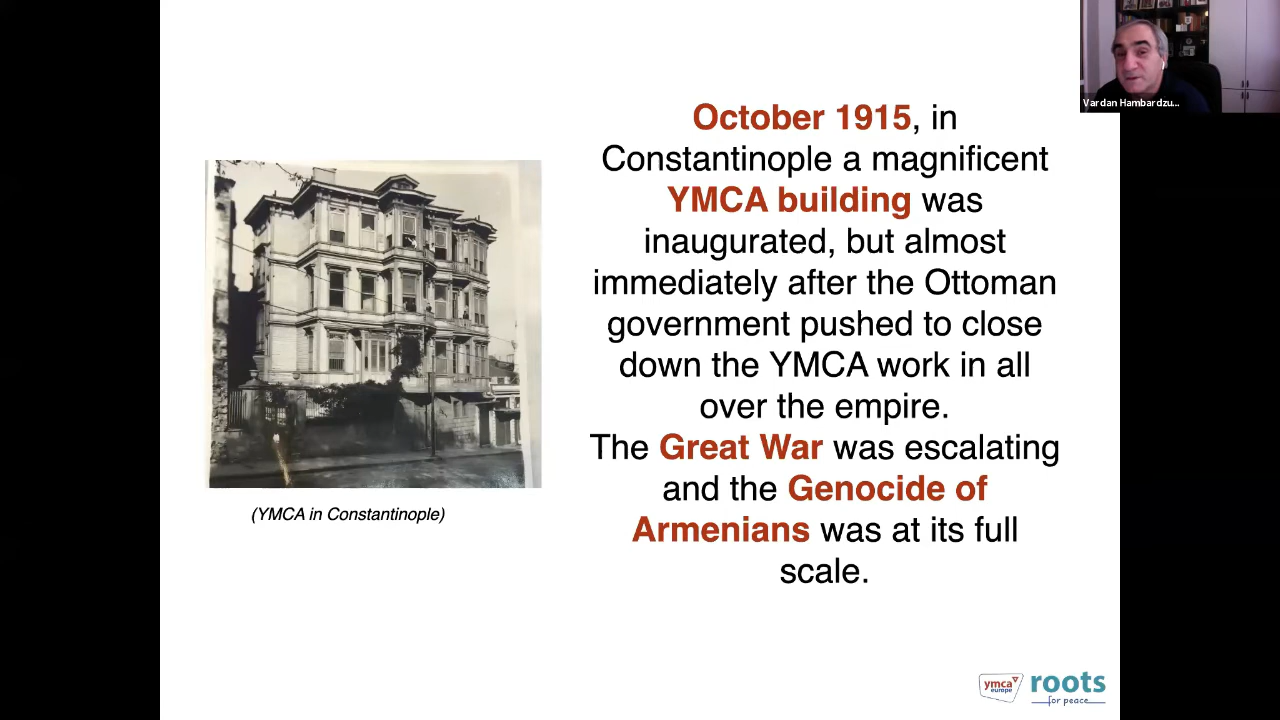 Vardan Hambardzu...
October 1915, in
Constantinople a magnificent
YMCA building was
inaugurated, but almost
immediately after the Ottoman
government pushed to close
down the YMCA work in all
over the empire.
The Great War was escalating
and the Genocide of
Armenians was at its full
scale.
(YMCA in Constantinople)
ymca
europe
roots
for peace